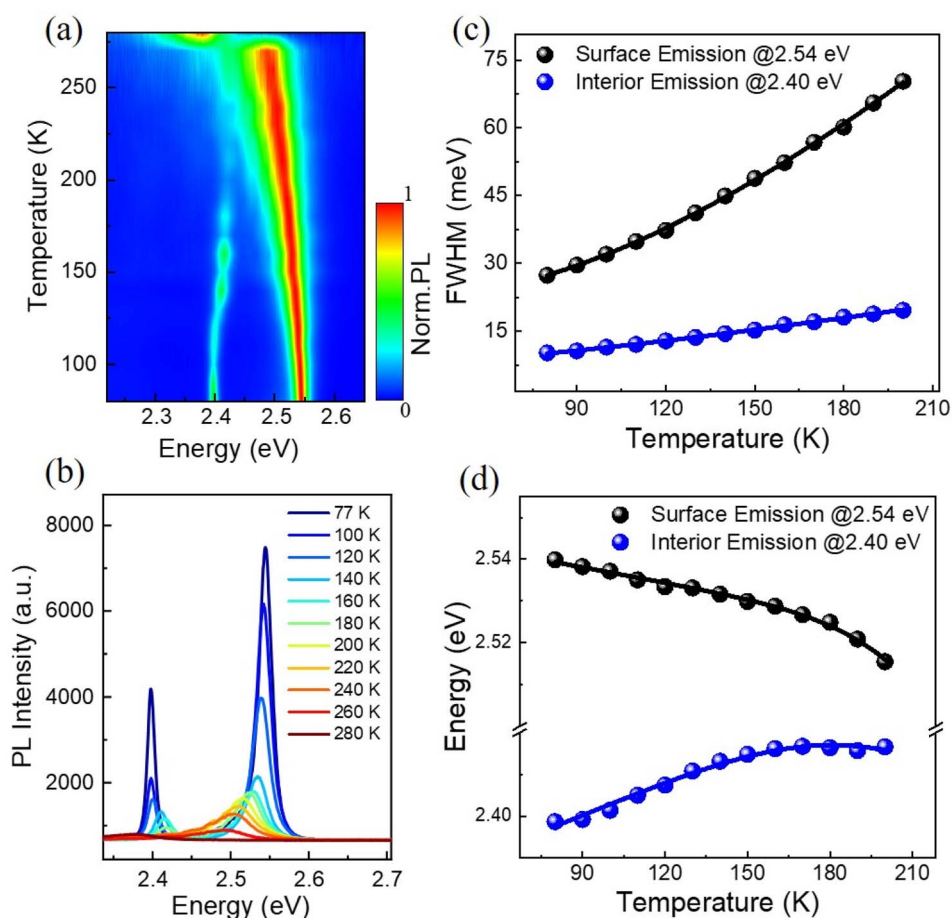 (a)
250
200
150
100
Temperature (K)
2.3 2.4 2.5 2.6
Energy (eV)
1
0
Norm.PL
(b)
8000
6000
4000
2000
PL Intensity (a.u.)
77 K
100 K
120 K
140 K
160 K
180 K
200 K
220 K
240 K
260 K
280 K
2.4 2.5 2.6 2.7
Energy (eV)
(c)
Surface Emission @2.54 eV
Interior Emission @2.40 eV
75
60
45
30
15
FWHM (meV)
90 120 150 180 210
Temperature (K)
(d)
Surface Emission @2.54 eV
Interior Emission @2.40 eV
2.54
2.52
2.40
Energy (eV)
90 120 150 180 210
Temperature (K)